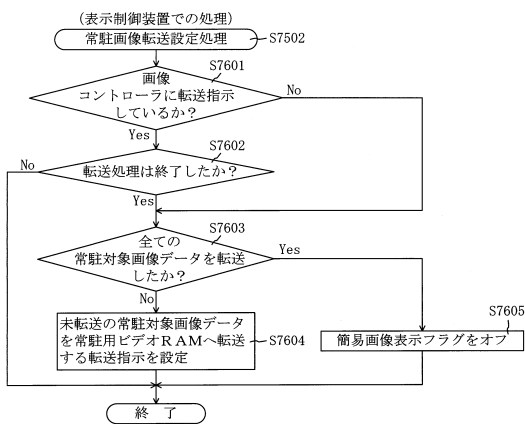 (表示制御装置での処理)
常駐画像転送設定処理
S7502
S7601
画像
コントローラに転送指示
しているか?
No
Yes
S7602
No
転送処理は終了したか?
Yes
S7603
全ての
常駐対象画像データを転送
したか?
Yes
No
未転送の常駐対象画像データ
を常駐用ビデオRAMへ転送
する転送指示を設定
S7604
S7605
簡易画像表示フラグをオフ
終 了